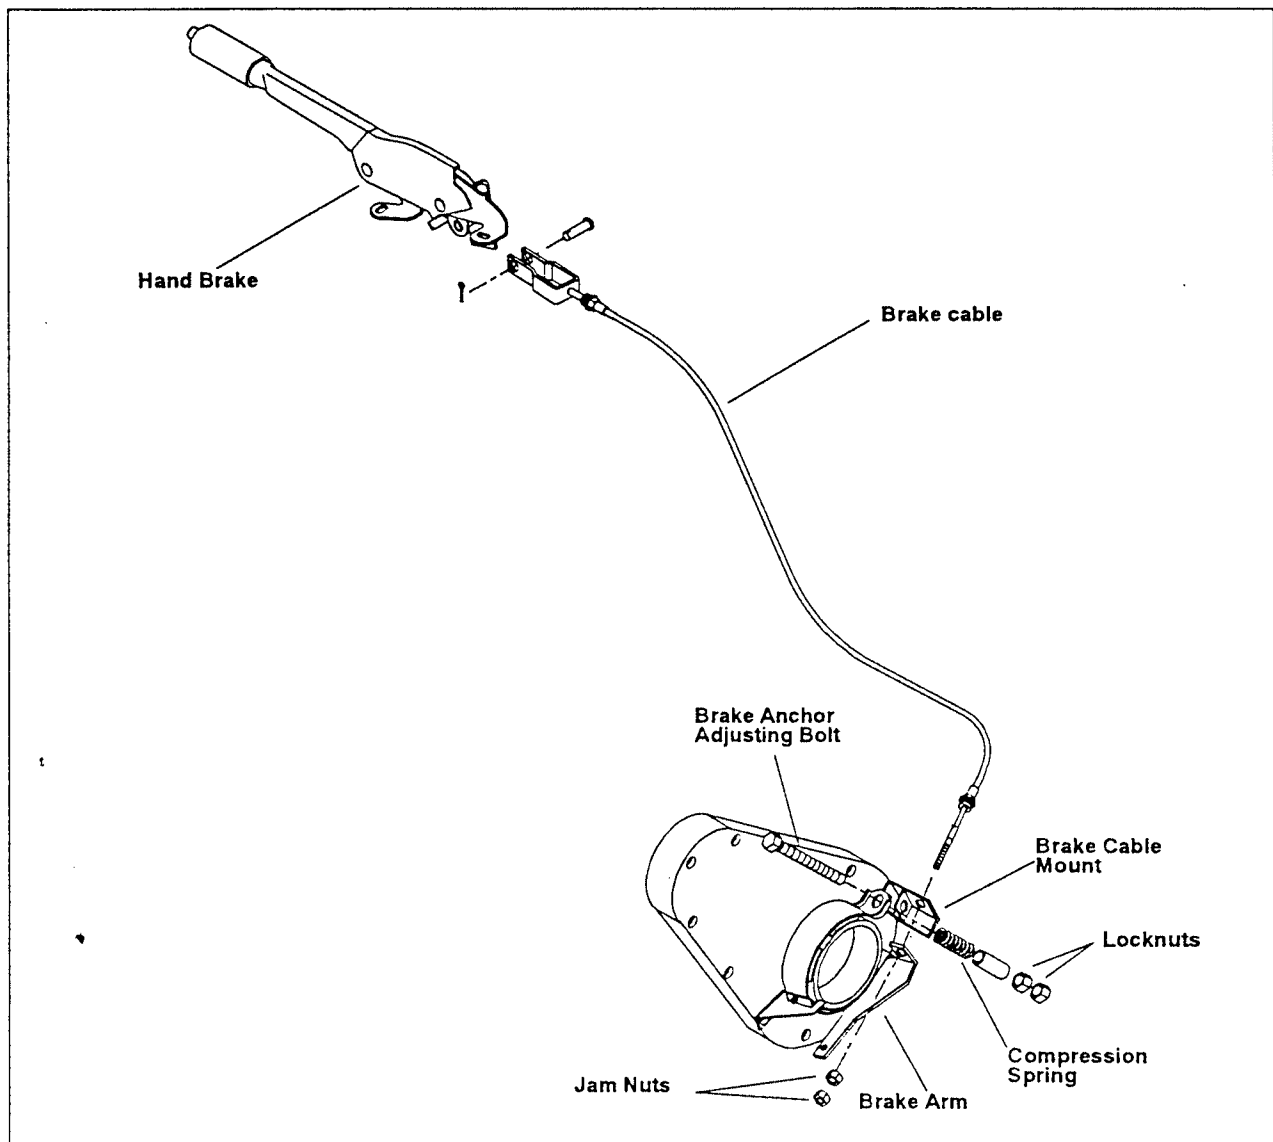 Hand Brake
Brake cable
Brake Anchor
Adjusting Bolt
Brake Cable
Mount
Locknuts
Compression
Spring
Jam Nuts
Brake Arm